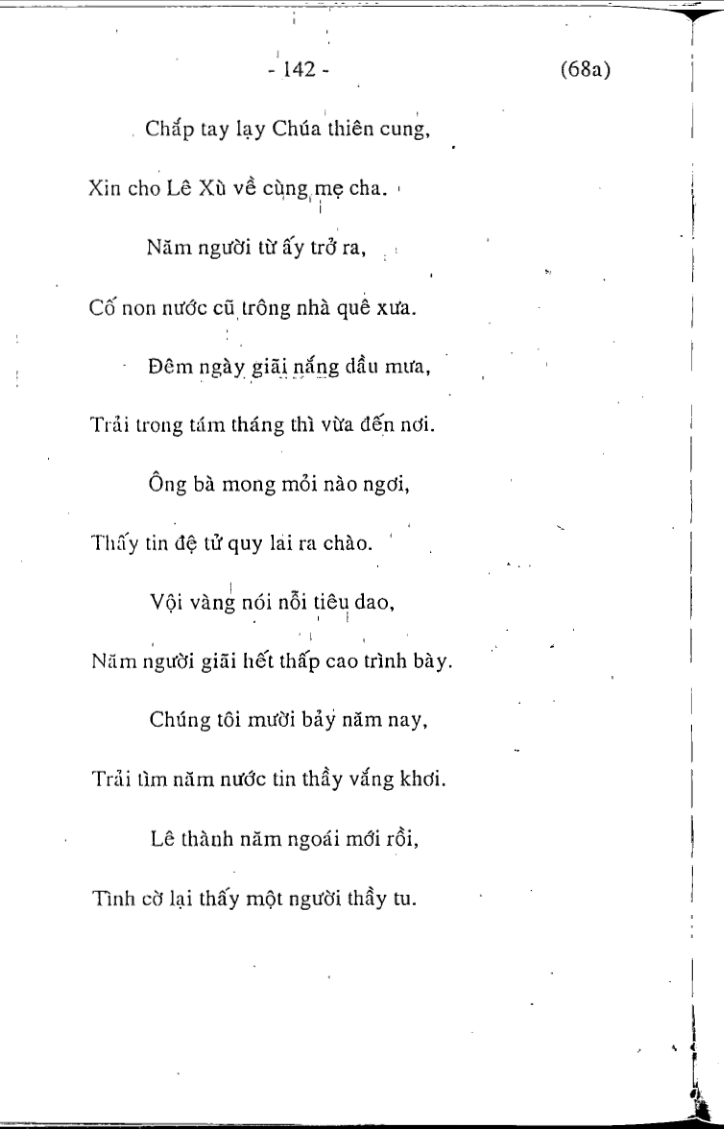 - 142 - (68a)
Chắp tay lạy Chúa thiên cung,
Xin cho Lê Xù về cùng mẹ cha.
Năm người từ ấy trở ra,
Cố non nước cũ trông nhà quê xưa.
Đêm ngày giãi nắng dầu mưa,
Trải trong tám tháng thì vừa đến nơi.
Ông bà mong mỏi nào ngơi,
Thấy tin đệ tử quy lai ra chào.
Vội vàng nói nỗi tiêu dao,
Năm người giãi hết thấp cao trình bày.
Chúng tôi mười bảy năm nay,
Trải tìm năm nước tin thầy vắng khơi.
Lê thành năm ngoái mới rồi,
Tình cờ lại thấy một người thầy tu.